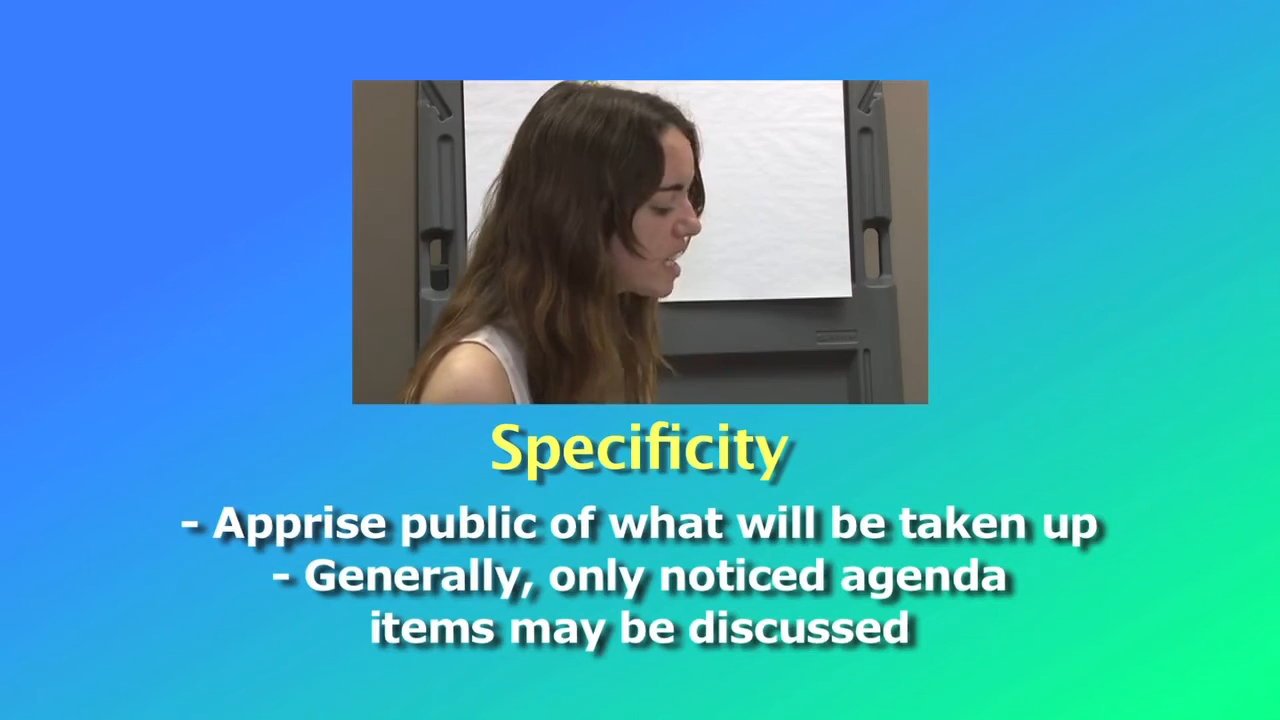 Specificity
- Apprise public of what will be taken up
- Generally, only noticed agenda
items may be discussed